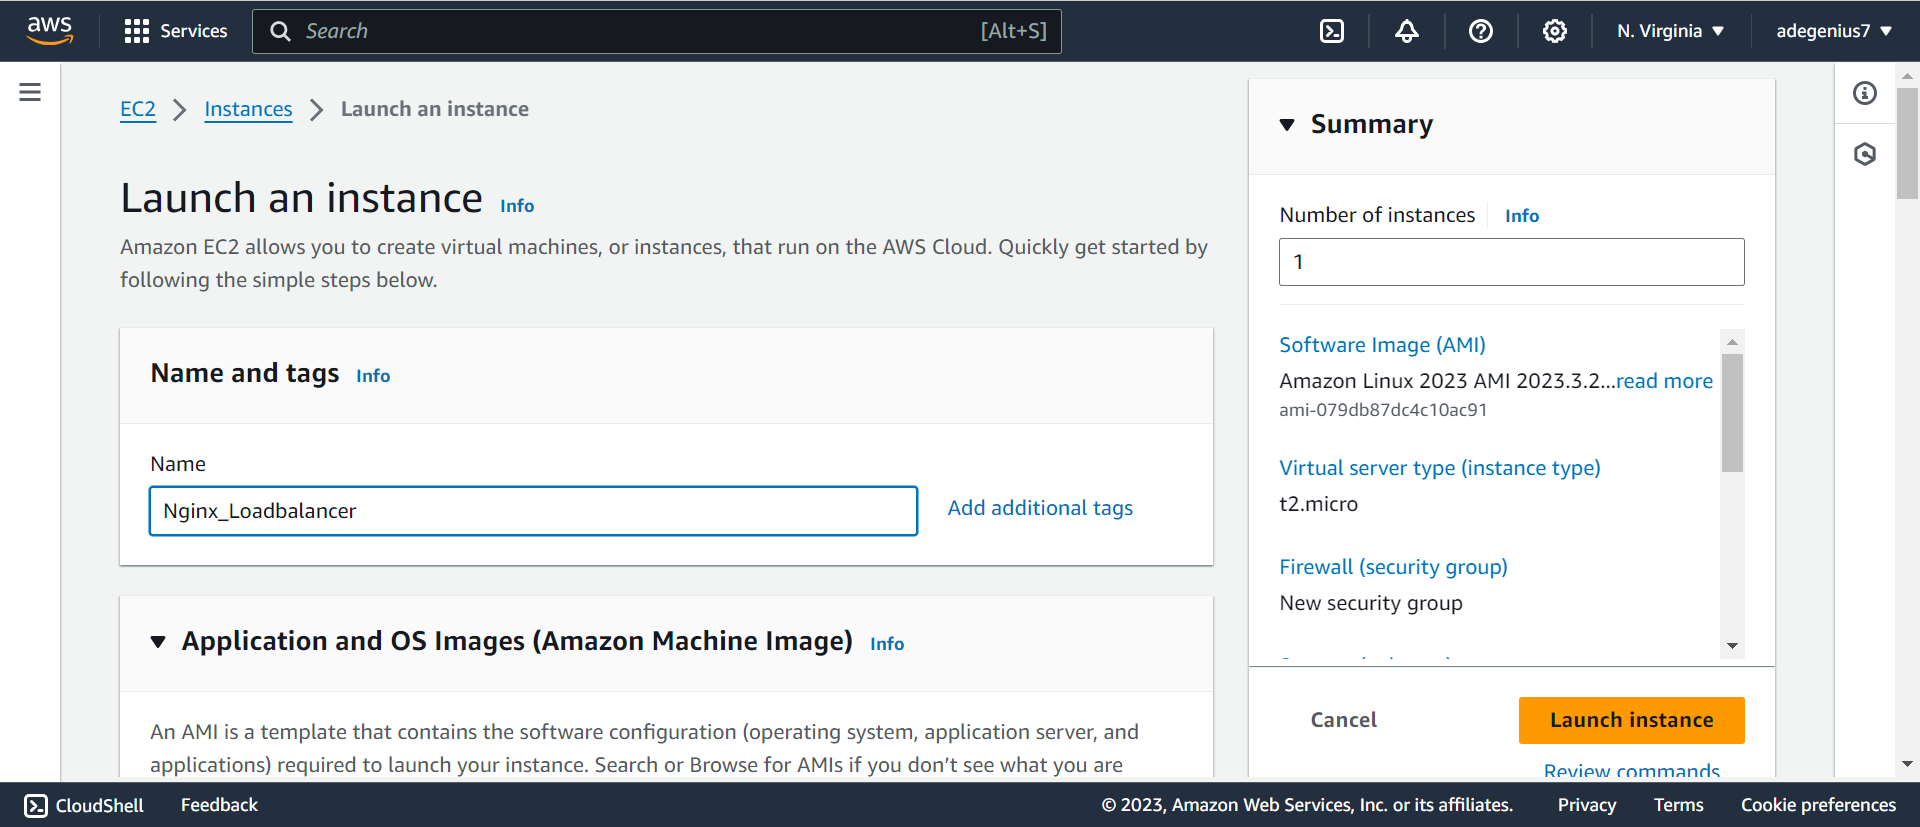 aws
Services
Search
[Alt+S]
N. Virginia
adegenius7
EC2
Instances
Launch an instance
Launch an instance
Info
Amazon EC2 allows you to create virtual machines, or instances, that run on the AWS Cloud. Quickly get started by
following the simple steps below.
Name and tags
Info
Name
Nginx_Loadbalancer
Add additional tags
Application and OS Images (Amazon Machine Image)
Info
An AMI is a template that contains the software configuration (operating system, application server, and
applications) required to launch your instance. Search or Browse for AMIs if you don’t see what you are
Summary
Number of instances
Info
1
Software Image (AMI)
Amazon Linux 2023 AMI 2023.3.2...read more
ami-079db87dc4c10ac91
Virtual server type (instance type)
t2.micro
Firewall (security group)
New security group
Cancel
Launch instance
Review commands
CloudShell
Feedback
© 2023, Amazon Web Services, Inc. or its affiliates.
Privacy
Terms
Cookie preferences